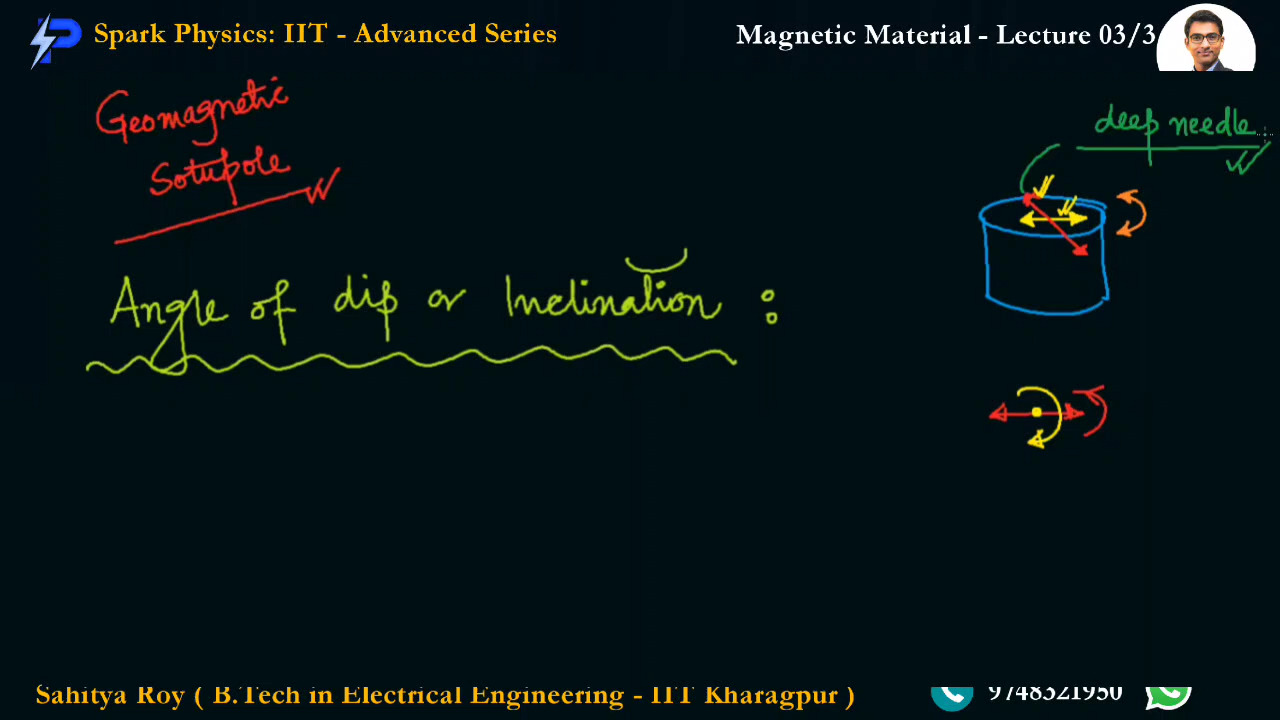 Spark Physics: IIT - Advanced Series
Magnetic Material - Lecture 03/3
Geomagnetic
Sotupole
deep needle
Angle of dip or Inclination :
Sahitya Roy ( B.Tech in Electrical Engineering - IIT Kharagpur )
9748321950